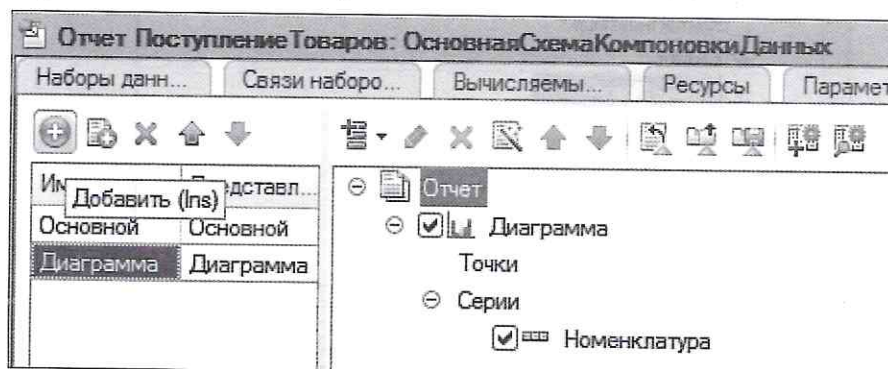 Отчет ПоступлениеТоваров: ОсновнаяСхемаКомпоновкиДанных
Наборы данн... Связи наборо... Вычисляемы... Ресурсы Парамет
Добавить (Ins)
Отчет
Основной Основной
Диаграмма
Диаграмма Диаграмма
Точки
Серии
Номенклатура